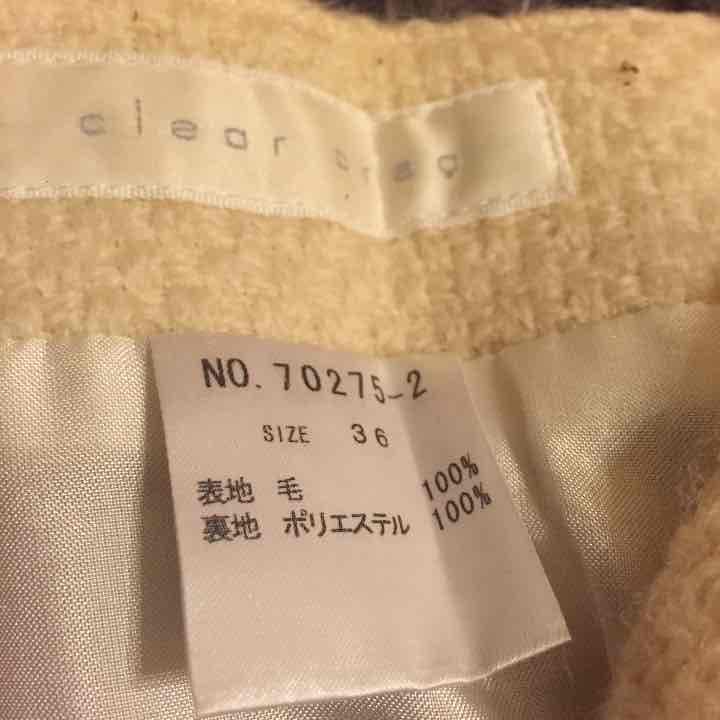 clear
NO. 70275-2
SIZE 36
表地 毛 100%
裏地 ポリエステル 100%